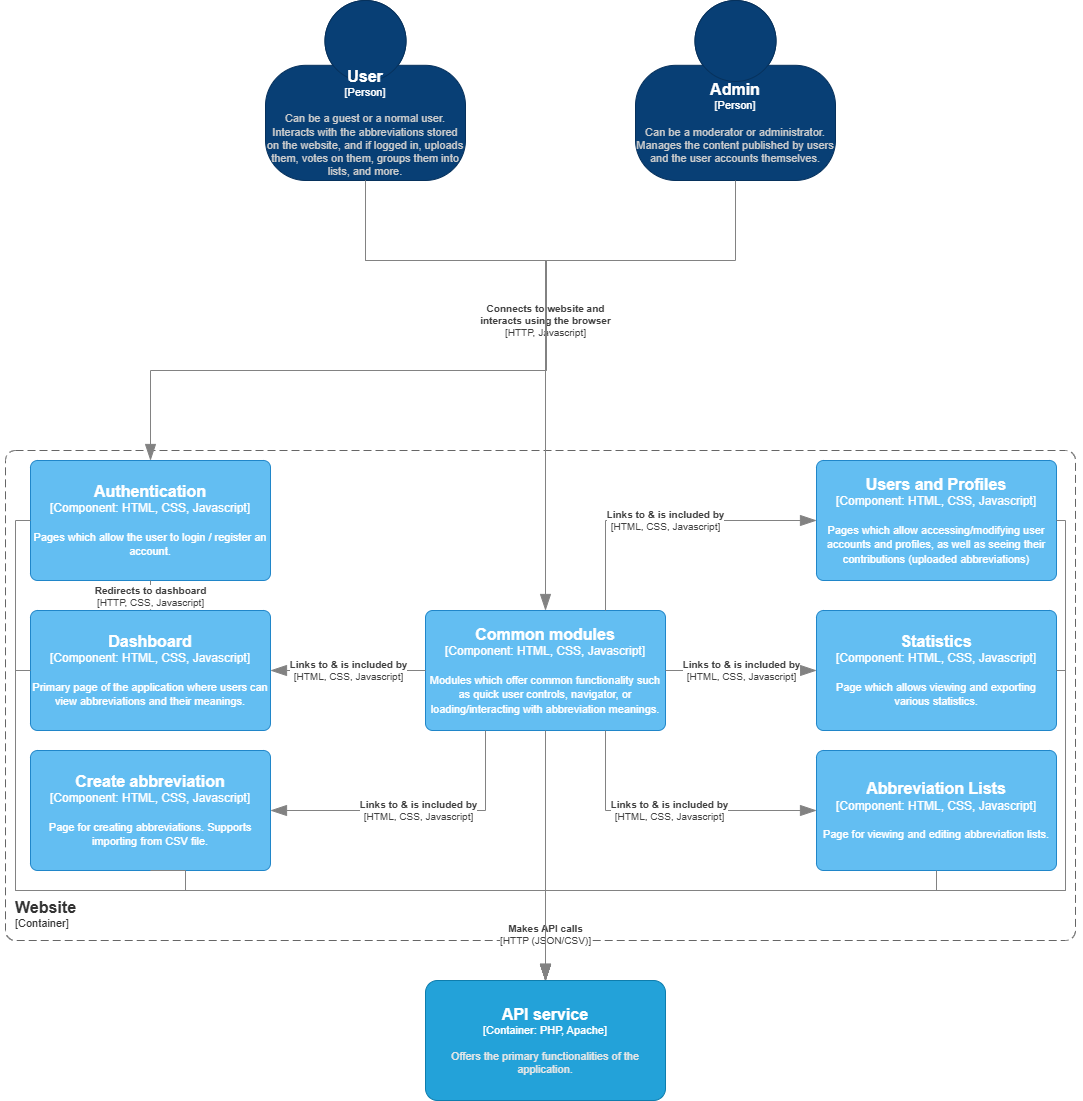 User
[Person]
Can be a guest or a normal user.
Interacts with the abbreviations stored
on the website, and if logged in, uploads
them, votes on them, groups them into
lists, and more.
Admin
[Person]
Can be a moderator or administrator.
Manages the content published by users
and the user accounts themselves.
Connects to website and
interacts using the browser
[HTTP, Javascript]
Authentication
[Component: HTML, CSS, Javascript]
Pages which allow the user to login / register an
account.
Users and Profiles
[Component: HTML, CSS, Javascript]
Pages which allow accessing/modifying user
accounts and profiles, as well as seeing their
contributions (uploaded abbreviations)
Links to & is included by
[HTML, CSS, Javascript]
Redirects to dashboard
[HTTP, CSS, Javascript]
Dashboard
[Component: HTML, CSS, Javascript]
Primary page of the application where users can
view abbreviations and their meanings.
Links to & is included by
[HTML, CSS, Javascript]
Common modules
[Component: HTML, CSS, Javascript]
Modules which offer common functionality such
as quick user controls, navigator, or
loading/interacting with abbreviation meanings.
Links to & is included by
[HTML, CSS, Javascript]
Statistics
[Component: HTML, CSS, Javascript]
Page which allows viewing and exporting
various statistics.
Create abbreviation
[Component: HTML, CSS, Javascript]
Page for creating abbreviations. Supports
importing from CSV file.
Links to & is included by
[HTML, CSS, Javascript]
Links to & is included by
[HTML, CSS, Javascript]
Abbreviation Lists
[Component: HTML, CSS, Javascript]
Page for viewing and editing abbreviation lists.
Website
[Container]
Makes API calls
[HTTP (JSON/CSV)]
API service
[Container: PHP, Apache]
Offers the primary functionalities of the
application.